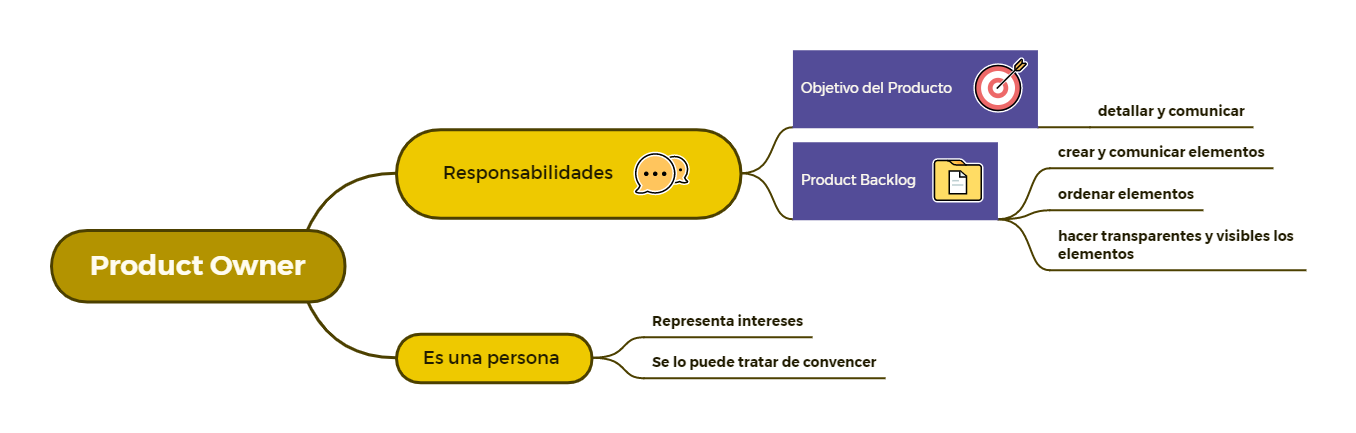 Product Owner
Responsabilidades
Objetivo del Producto
detallar y comunicar
Product Backlog
crear y comunicar elementos
ordenar elementos
hacer transparentes y visibles los
elementos
Es una persona
Representa intereses
Se lo puede tratar de convencer